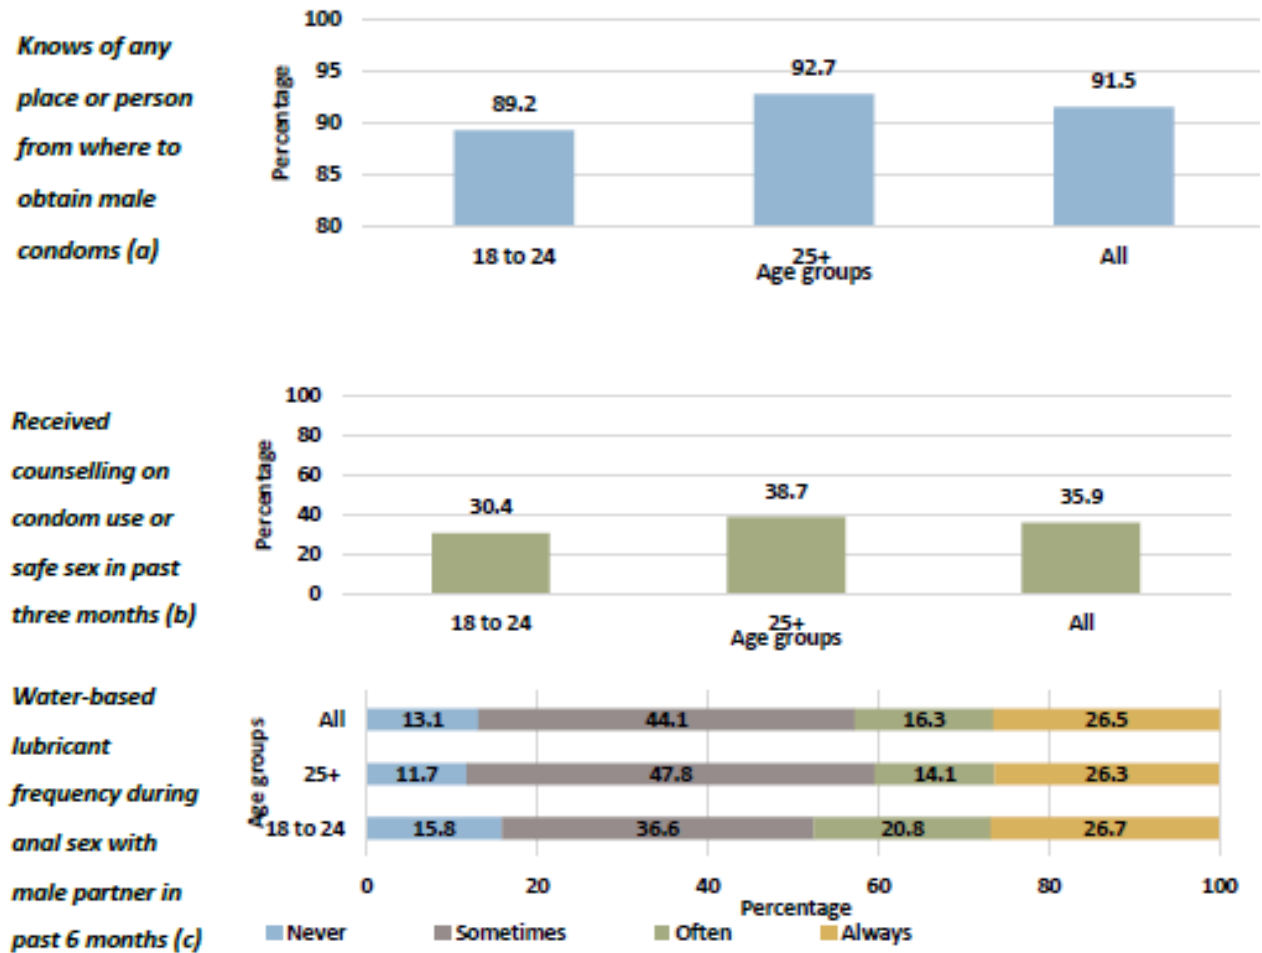 Knows of any
place or person
from where to
obtain male
condoms (a)
Percentage
100
95
90
85
80
89.2
92.7
91.5
18 to 24
25+
All
Age groups
Received
counselling on
condom use or
safe sex in past
three months (b)
Percentage
100
80
60
40
20
0
30.4
38.7
35.9
18 to 24
25+
All
Age groups
Water-based
lubricant
frequency during
anal sex with
male partner in
past 6 months (c)
Age groups
All 13.1 44.1 16.3 26.5
25+ 11.7 47.8 14.1 26.3
18 to 24 15.8 36.6 20.8 26.7
0 20 40 60 80 100
Percentage
Never Sometimes Often Always